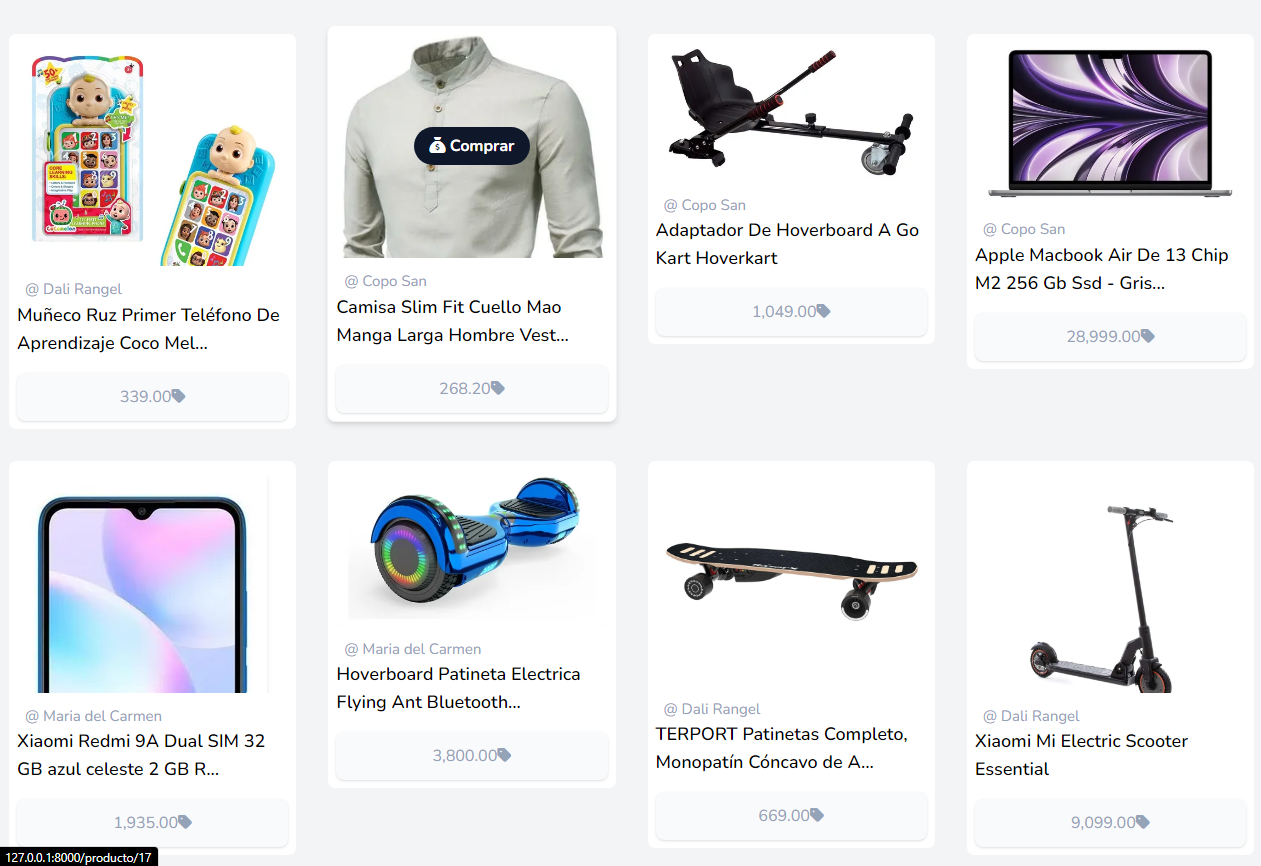 Comprar
@ Dali Rangel
Muñeco Ruz Primer Teléfono De
Aprendizaje Coco Mel...
339.00
@ Copo San
Camisa Slim Fit Cuello Mao
Manga Larga Hombre Vest...
268.20
@ Copo San
Adaptador De Hoverboard A Go
Kart Hoverkart
1,049.00
@ Copo San
Apple Macbook Air De 13 Chip
M2 256 Gb Ssd - Gris...
28,999.00
@ Maria del Carmen
Xiaomi Redmi 9A Dual SIM 32
GB azul celeste 2 GB R...
1,935.00
@ Maria del Carmen
Hoverboard Patineta Electrica
Flying Ant Bluetooth...
3,800.00
@ Dali Rangel
TERPORT Patinetas Completo,
Monopatín Cóncavo de A...
669.00
@ Dali Rangel
Xiaomi Mi Electric Scooter
Essential
9,099.00
127.0.0.1:8000/producto/17